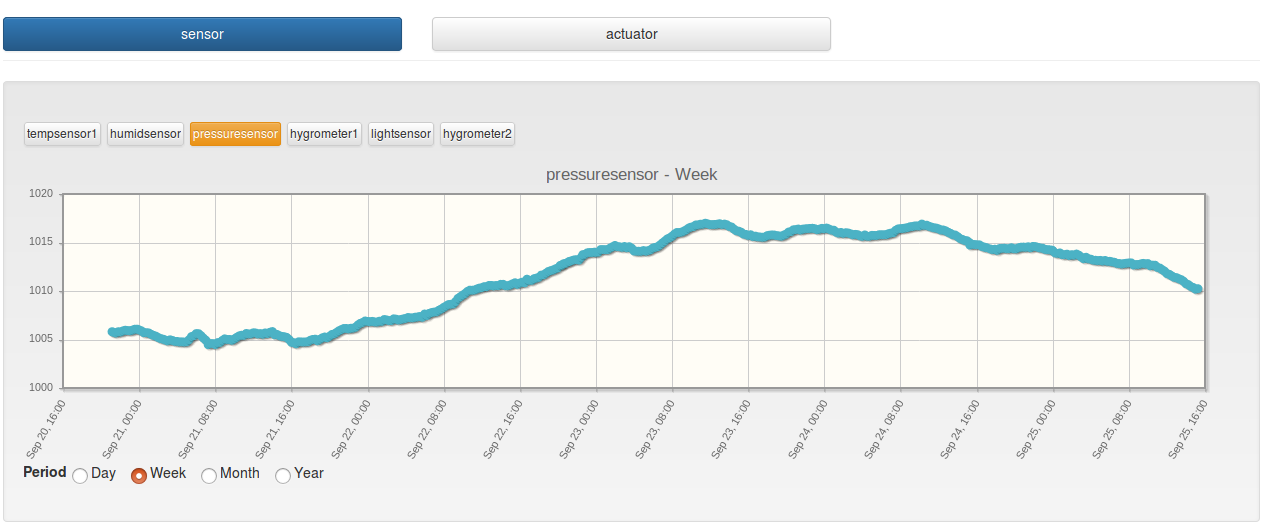 sensor actuator
tempsensor1 humidsensor pressuresensor hygrometer1 lightsensor hygrometer2
pressuresensor - Week
1020
1015
1010
1005
1000
Sep 20, 16:00 Sep 21, 00:00 Sep 21, 08:00 Sep 21, 16:00 Sep 22, 00:00 Sep 22, 08:00 Sep 22, 16:00 Sep 23, 00:00 Sep 23, 08:00 Sep 23, 16:00 Sep 24, 00:00 Sep 24, 08:00 Sep 24, 16:00 Sep 25, 00:00 Sep 25, 08:00 Sep 25, 16:00
Period Day Week Month Year